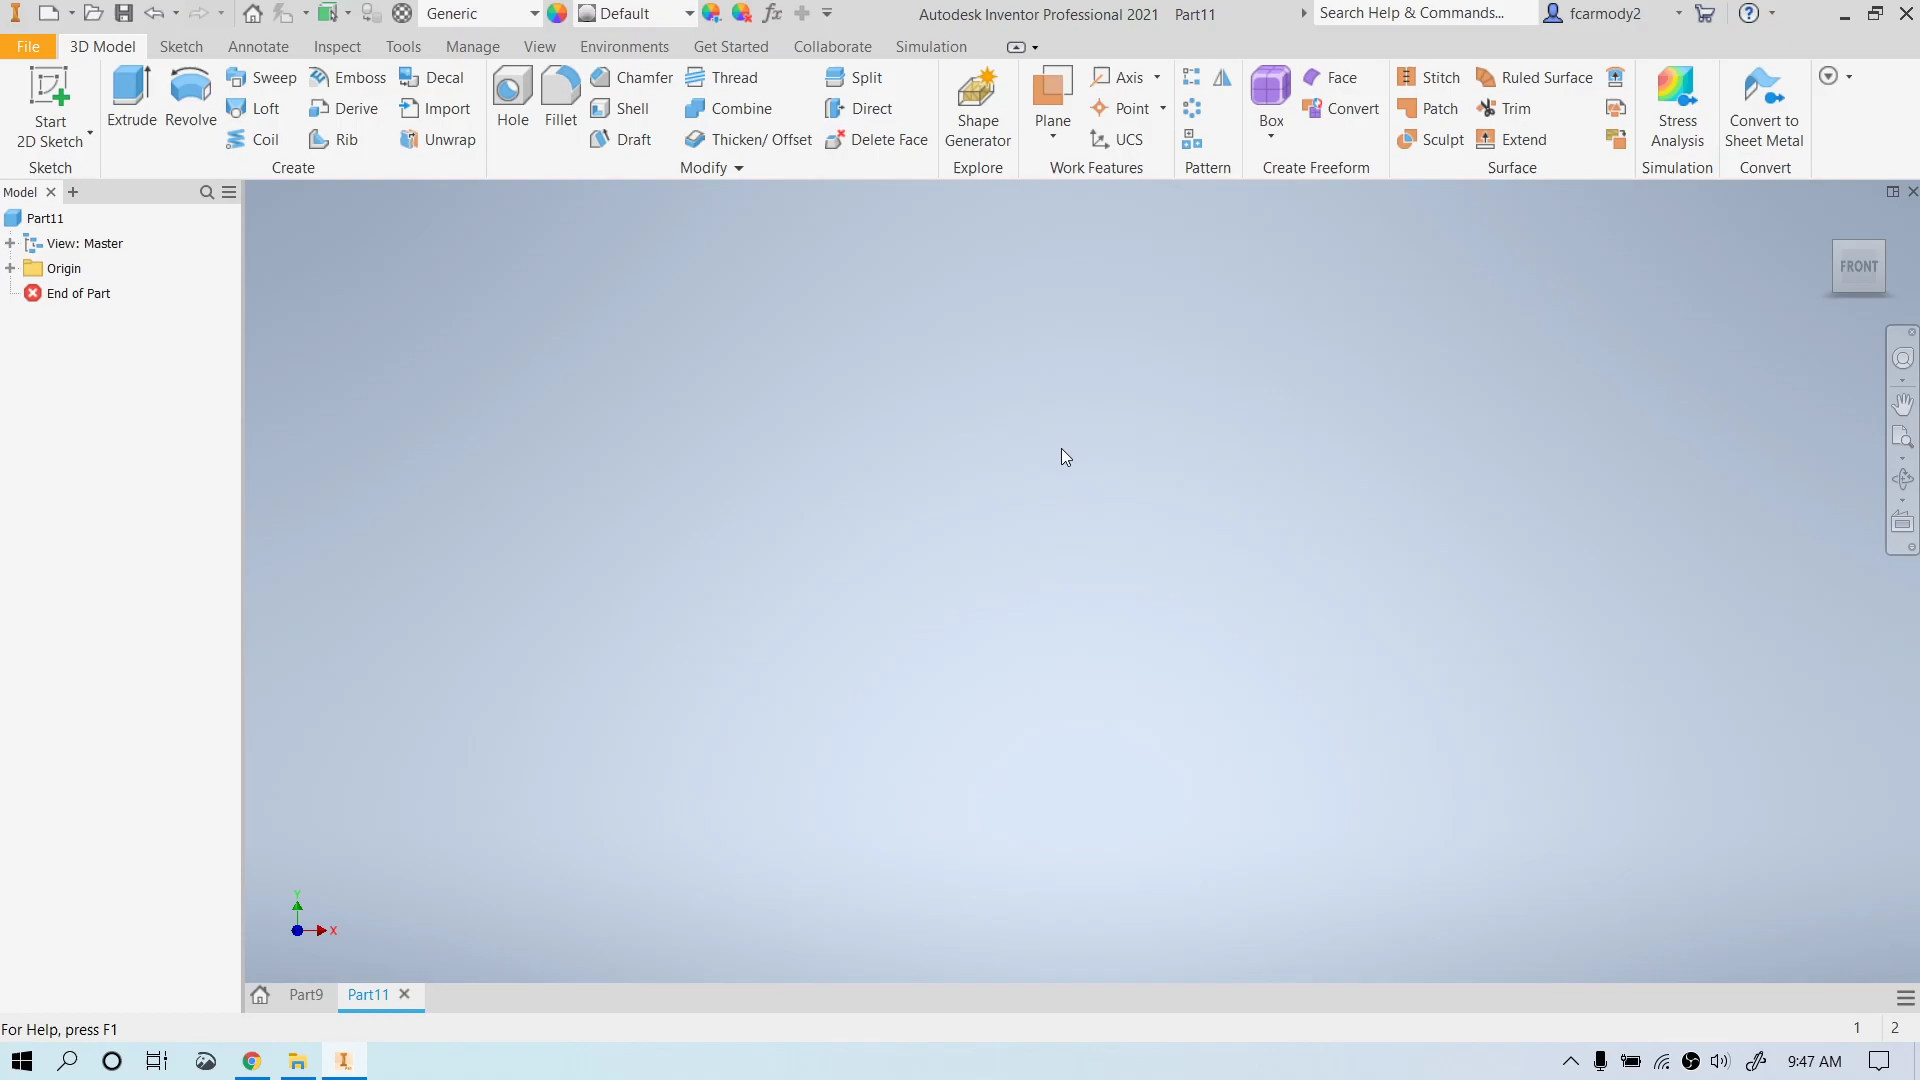 Generic
Default
Autodesk Inventor Professional 2021 Part11
Search Help & Commands...
fcarmody2
File
3D Model
Sketch
Annotate
Inspect
Tools
Manage
View
Environments
Get Started
Collaborate
Simulation
Start
2D Sketch
Sketch
Extrude
Revolve
Sweep
Loft
Coil
Emboss
Derive
Rib
Decal
Import
Unwrap
Create
Hole
Fillet
Chamfer
Shell
Draft
Thread
Combine
Thicken/ Offset
Split
Direct
Delete Face
Modify
Shape
Generator
Explore
Plane
Axis
Point
UCS
Work Features
Pattern
Box
Face
Convert
Create Freeform
Stitch
Patch
Sculpt
Ruled Surface
Trim
Extend
Surface
Stress
Analysis
Simulation
Convert to
Sheet Metal
Convert
Model
Part11
View: Master
Origin
End of Part
FRONT
Y
X
Part9
Part11
For Help, press F1
1
2
9:47 AM